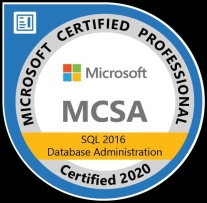 MICROSOFT CERTIFIED PROFESSIONAL
Microsoft
MCSA
SQL 2016
Database Administration
Certified 2020